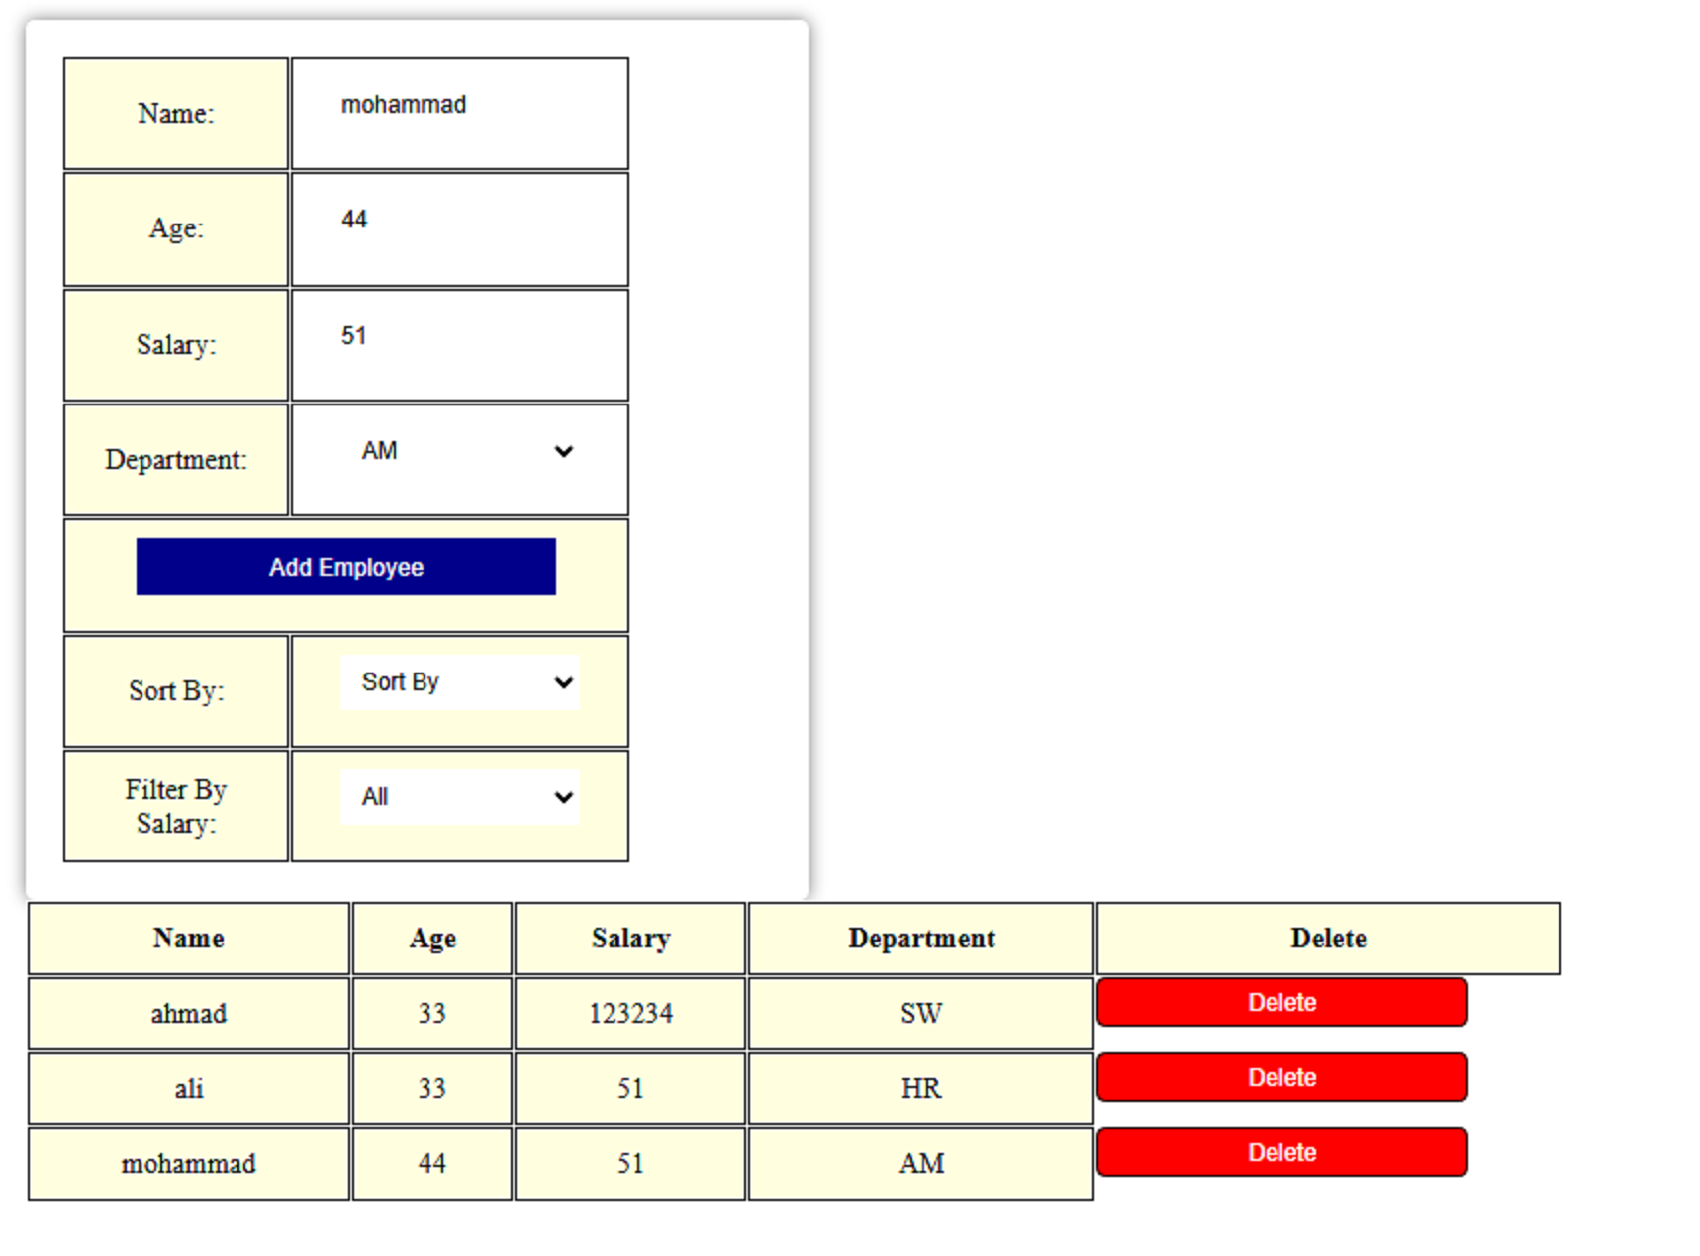 Name: mohammad
Age: 44
Salary: 51
Department: AM
Add Employee
Sort By: Sort By
Filter By
Salary: All
Name Age Salary Department Delete
ahmad 33 123234 SW Delete
ali 33 51 HR Delete
mohammad 44 51 AM Delete